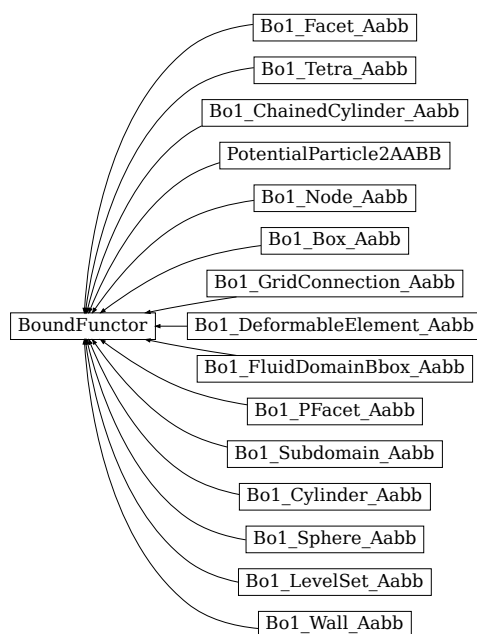 Bo1_Facet_Aabb
Bo1_Tetra_Aabb
Bo1_ChainedCylinder_Aabb
PotentialParticle2AABB
Bo1_Node_Aabb
Bo1_Box_Aabb
Bo1_GridConnection_Aabb
BoundFunctor
Bo1_DeformableElement_Aabb
Bo1_FluidDomainBbox_Aabb
Bo1_PFacet_Aabb
Bo1_Subdomain_Aabb
Bo1_Cylinder_Aabb
Bo1_Sphere_Aabb
Bo1_LevelSet_Aabb
Bo1_Wall_Aabb